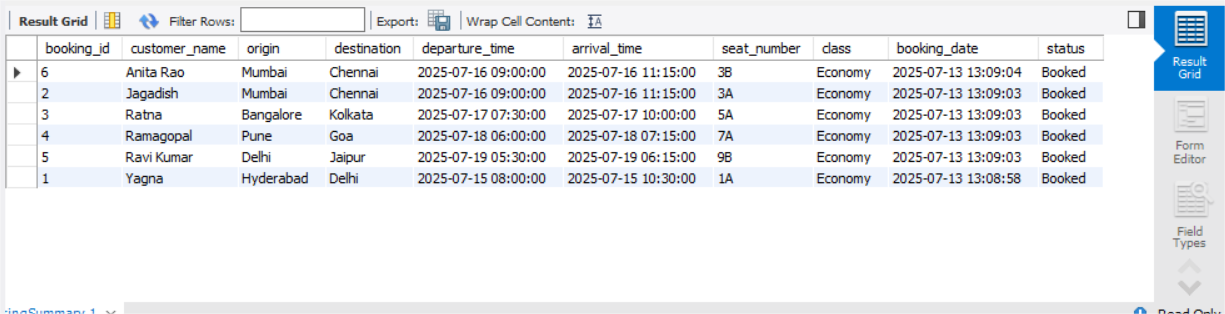 Result Grid Filter Rows: Export: Wrap Cell Content: IA
booking_id customer_name origin destination departure_time arrival_time seat_number class booking_date status
6 Anita Rao Mumbai Chennai 2025-07-16 09:00:00 2025-07-16 11:15:00 3B Economy 2025-07-13 13:09:04 Booked
2 Jagadish Mumbai Chennai 2025-07-16 09:00:00 2025-07-16 11:15:00 3A Economy 2025-07-13 13:09:03 Booked
3 Ratna Bangalore Kolkata 2025-07-17 07:30:00 2025-07-17 10:00:00 5A Economy 2025-07-13 13:09:03 Booked
4 Ramagopal Pune Goa 2025-07-18 06:00:00 2025-07-18 07:15:00 7A Economy 2025-07-13 13:09:03 Booked
5 Ravi Kumar Delhi Jaipur 2025-07-19 05:30:00 2025-07-19 06:15:00 9B Economy 2025-07-13 13:09:03 Booked
1 Yagna Hyderabad Delhi 2025-07-15 08:00:00 2025-07-15 10:30:00 1A Economy 2025-07-13 13:08:58 Booked
Result
Grid
Form
Editor
Field
Types
Read Only